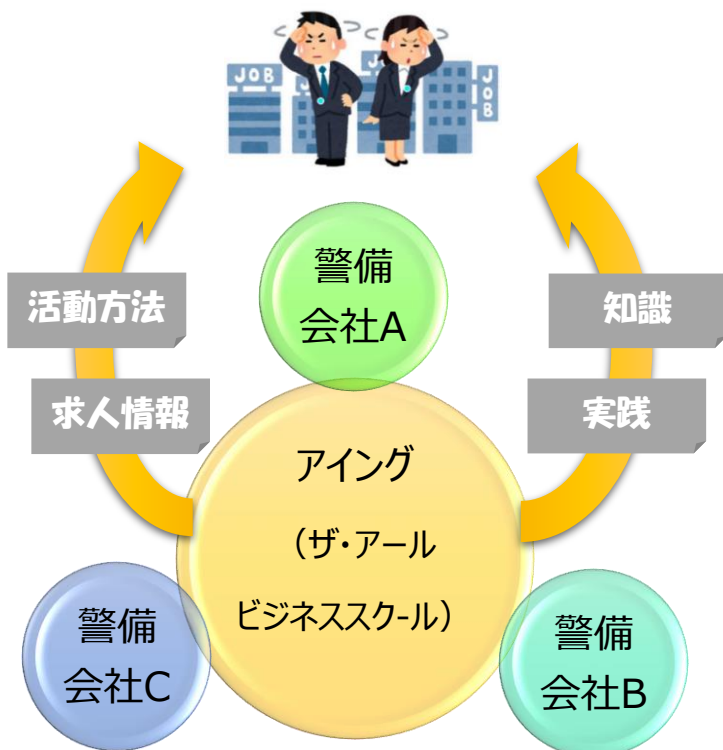 JOB
JO
JOB
警備
会社A
活動方法
求人情報
知識
実践
アイング
（ザ・アール
ビジネススクール）
警備
会社C
警備
会社B